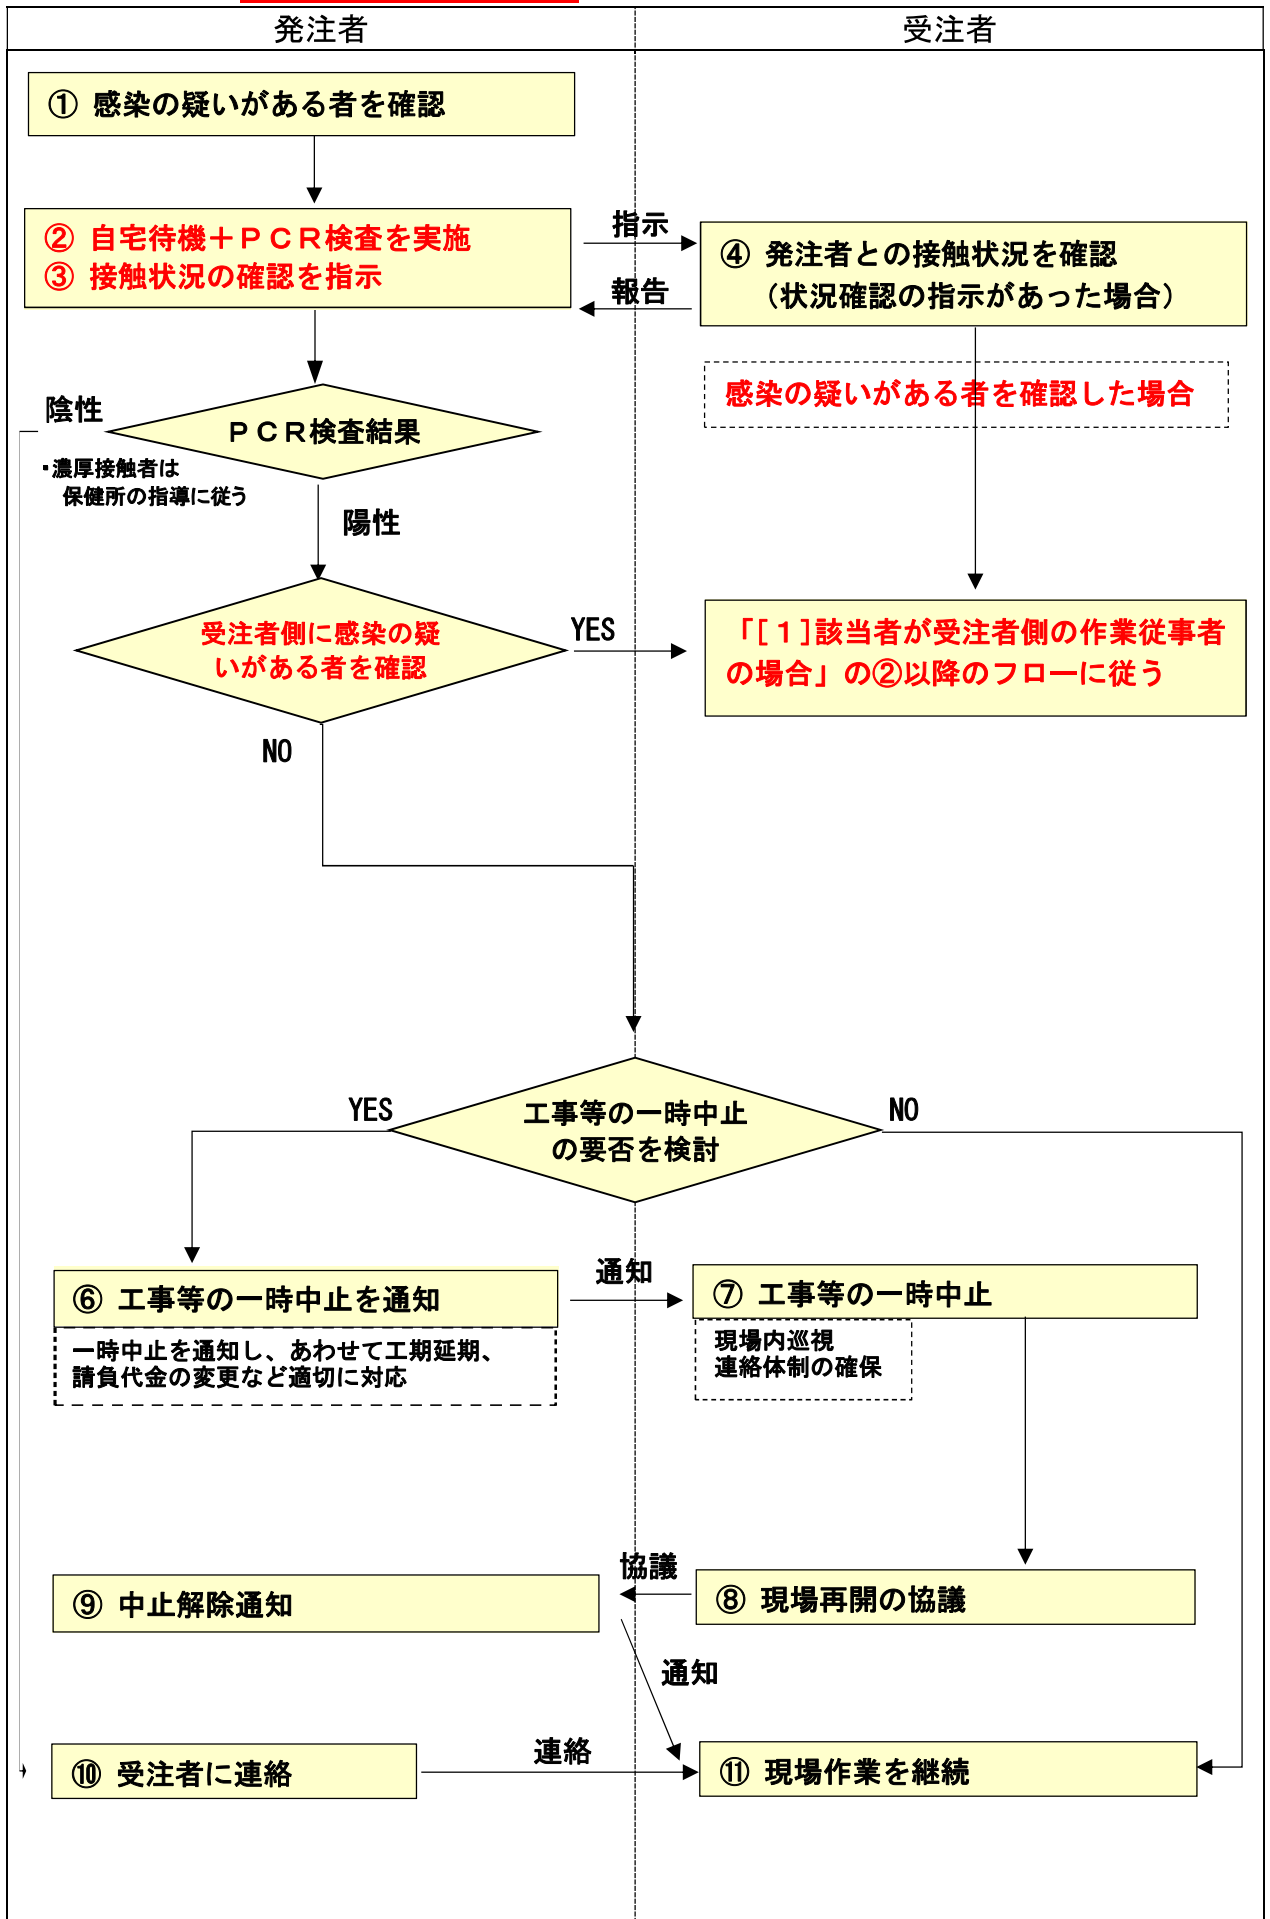 発注者
受注者
① 感染の疑いがある者を確認
② 自宅待機＋ＰＣＲ検査を実施
③ 接触状況の確認を指示
指示
報告
④ 発注者との接触状況を確認
（状況確認の指示があった場合）
感染の疑いがある者を確認した場合
陰性
ＰＣＲ検査結果
・濃厚接触者は
保健所の指導に従う
陽性
受注者側に感染の疑
いがある者を確認
YES
「[１]該当者が受注者側の作業従事者
の場合」の②以降のフローに従う
NO
YES
工事等の一時中止
の要否を検討
NO
⑥ 工事等の一時中止を通知
一時中止を通知し、あわせて工期延期、
請負代金の変更など適切に対応
通知
⑦ 工事等の一時中止
現場内巡視
連絡体制の確保
協議
⑧ 現場再開の協議
⑨ 中止解除通知
通知
⑩ 受注者に連絡
連絡
⑪ 現場作業を継続